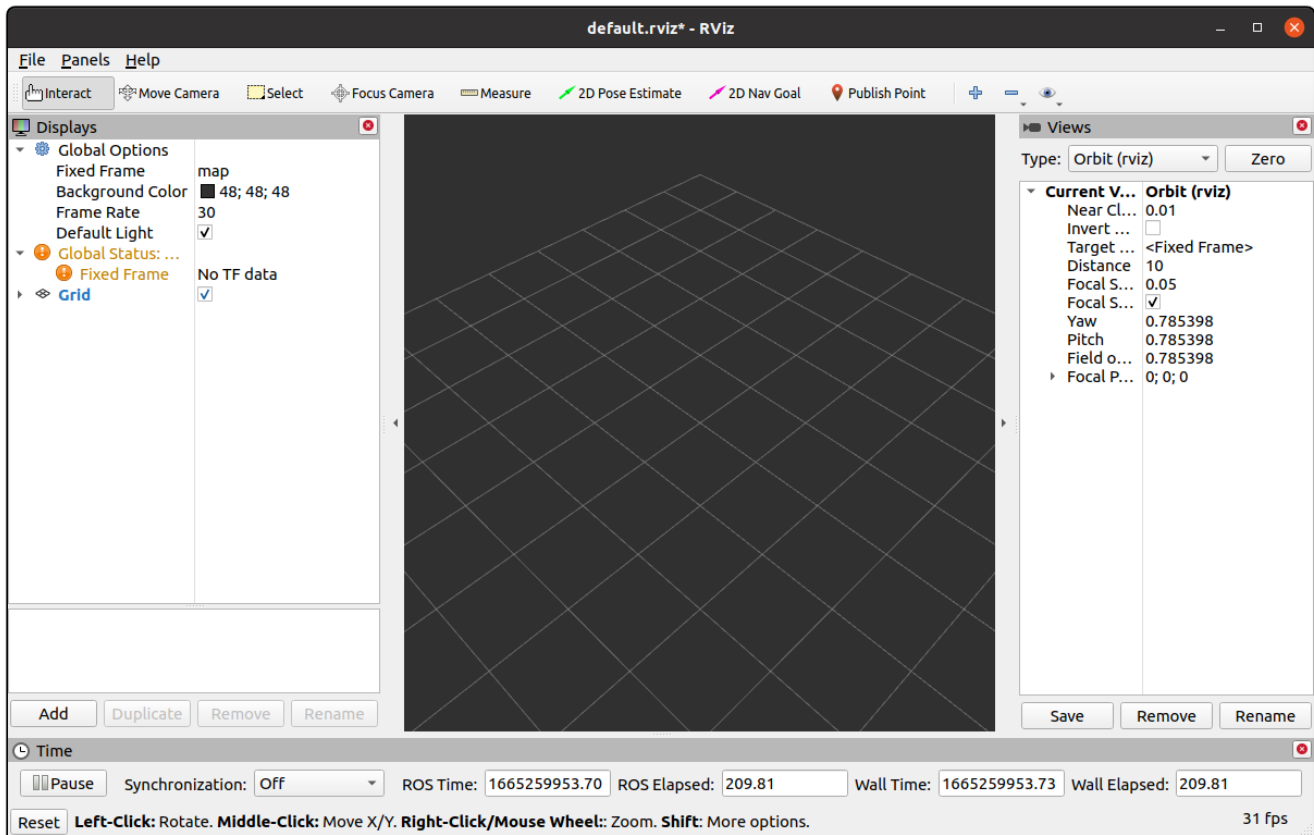 default.rviz* - RViz
File Panels Help
Interact Move Camera Select Focus Camera Measure 2D Pose Estimate 2D Nav Goal Publish Point
Displays
Global Options
Fixed Frame map
Background Color 48; 48; 48
Frame Rate 30
Default Light
Global Status: ...
Fixed Frame No TF data
Grid
Add Duplicate Remove Rename
Views
Type: Orbit (rviz) Zero
Current V... Orbit (rviz)
Near Cl... 0.01
Invert ...
Target ... <Fixed Frame>
Distance 10
Focal S... 0.05
Focal S...
Yaw 0.785398
Pitch 0.785398
Field o... 0.785398
Focal P... 0; 0; 0
Save Remove Rename
Time
Pause Synchronization: Off ROS Time: 1665259953.70 ROS Elapsed: 209.81 Wall Time: 1665259953.73 Wall Elapsed: 209.81
Reset Left-Click: Rotate. Middle-Click: Move X/Y. Right-Click/Mouse Wheel:: Zoom. Shift: More options. 31 fps